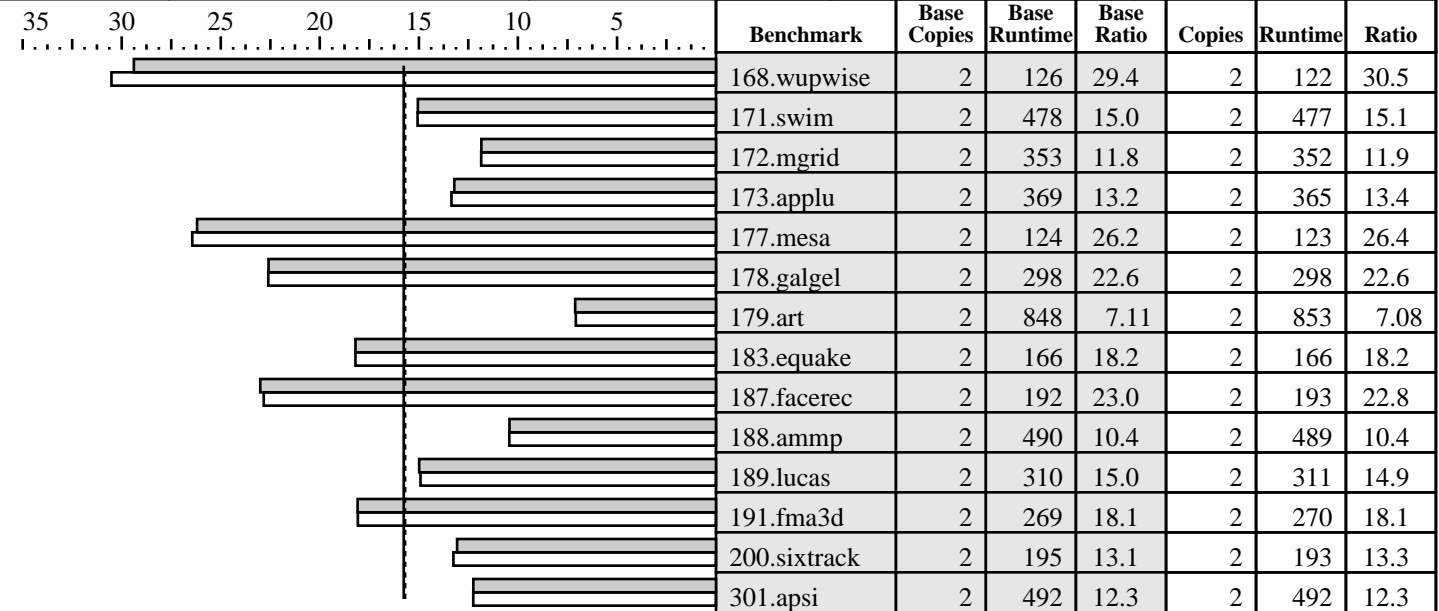 35 30 25 20 15 10 5
Benchmark Base Copies Base Runtime Base Ratio Copies Runtime Ratio
168.wupwise 2 126 29.4 2 122 30.5
171.swim 2 478 15.0 2 477 15.1
172.mgrid 2 353 11.8 2 352 11.9
173.applu 2 369 13.2 2 365 13.4
177.mesa 2 124 26.2 2 123 26.4
178.galgel 2 298 22.6 2 298 22.6
179.art 2 848 7.11 2 853 7.08
183.equake 2 166 18.2 2 166 18.2
187.facerec 2 192 23.0 2 193 22.8
188.ammp 2 490 10.4 2 489 10.4
189.lucas 2 310 15.0 2 311 14.9
191.fma3d 2 269 18.1 2 270 18.1
200.sixtrack 2 195 13.1 2 193 13.3
301.apsi 2 492 12.3 2 492 12.3